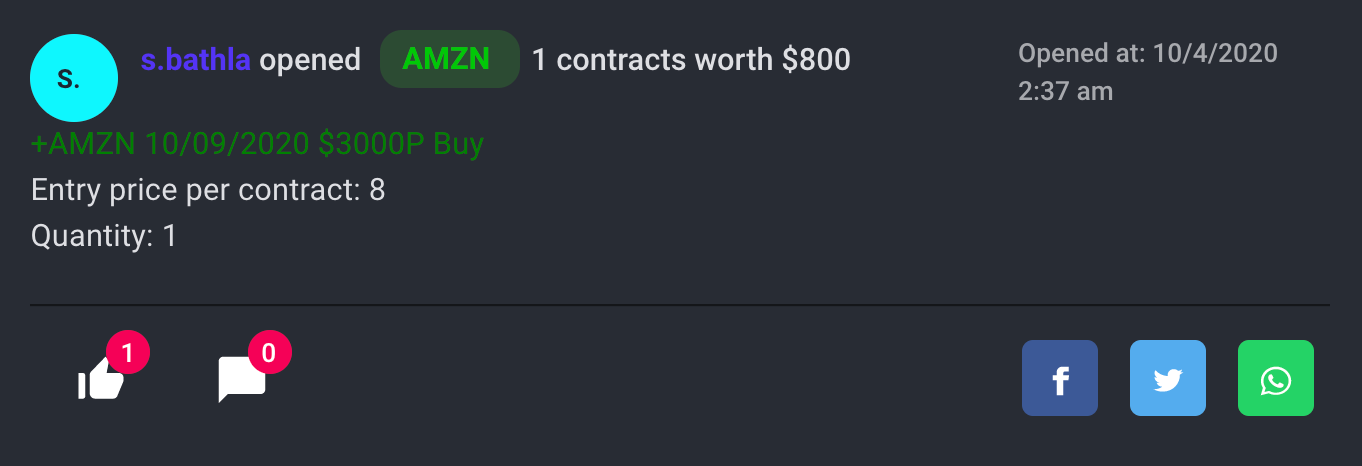 S.
s.bathla opened AMZN 1 contracts worth $800
Opened at: 10/4/2020
2:37 am
+AMZN 10/09/2020 $3000P Buy
Entry price per contract: 8
Quantity: 1
1
0